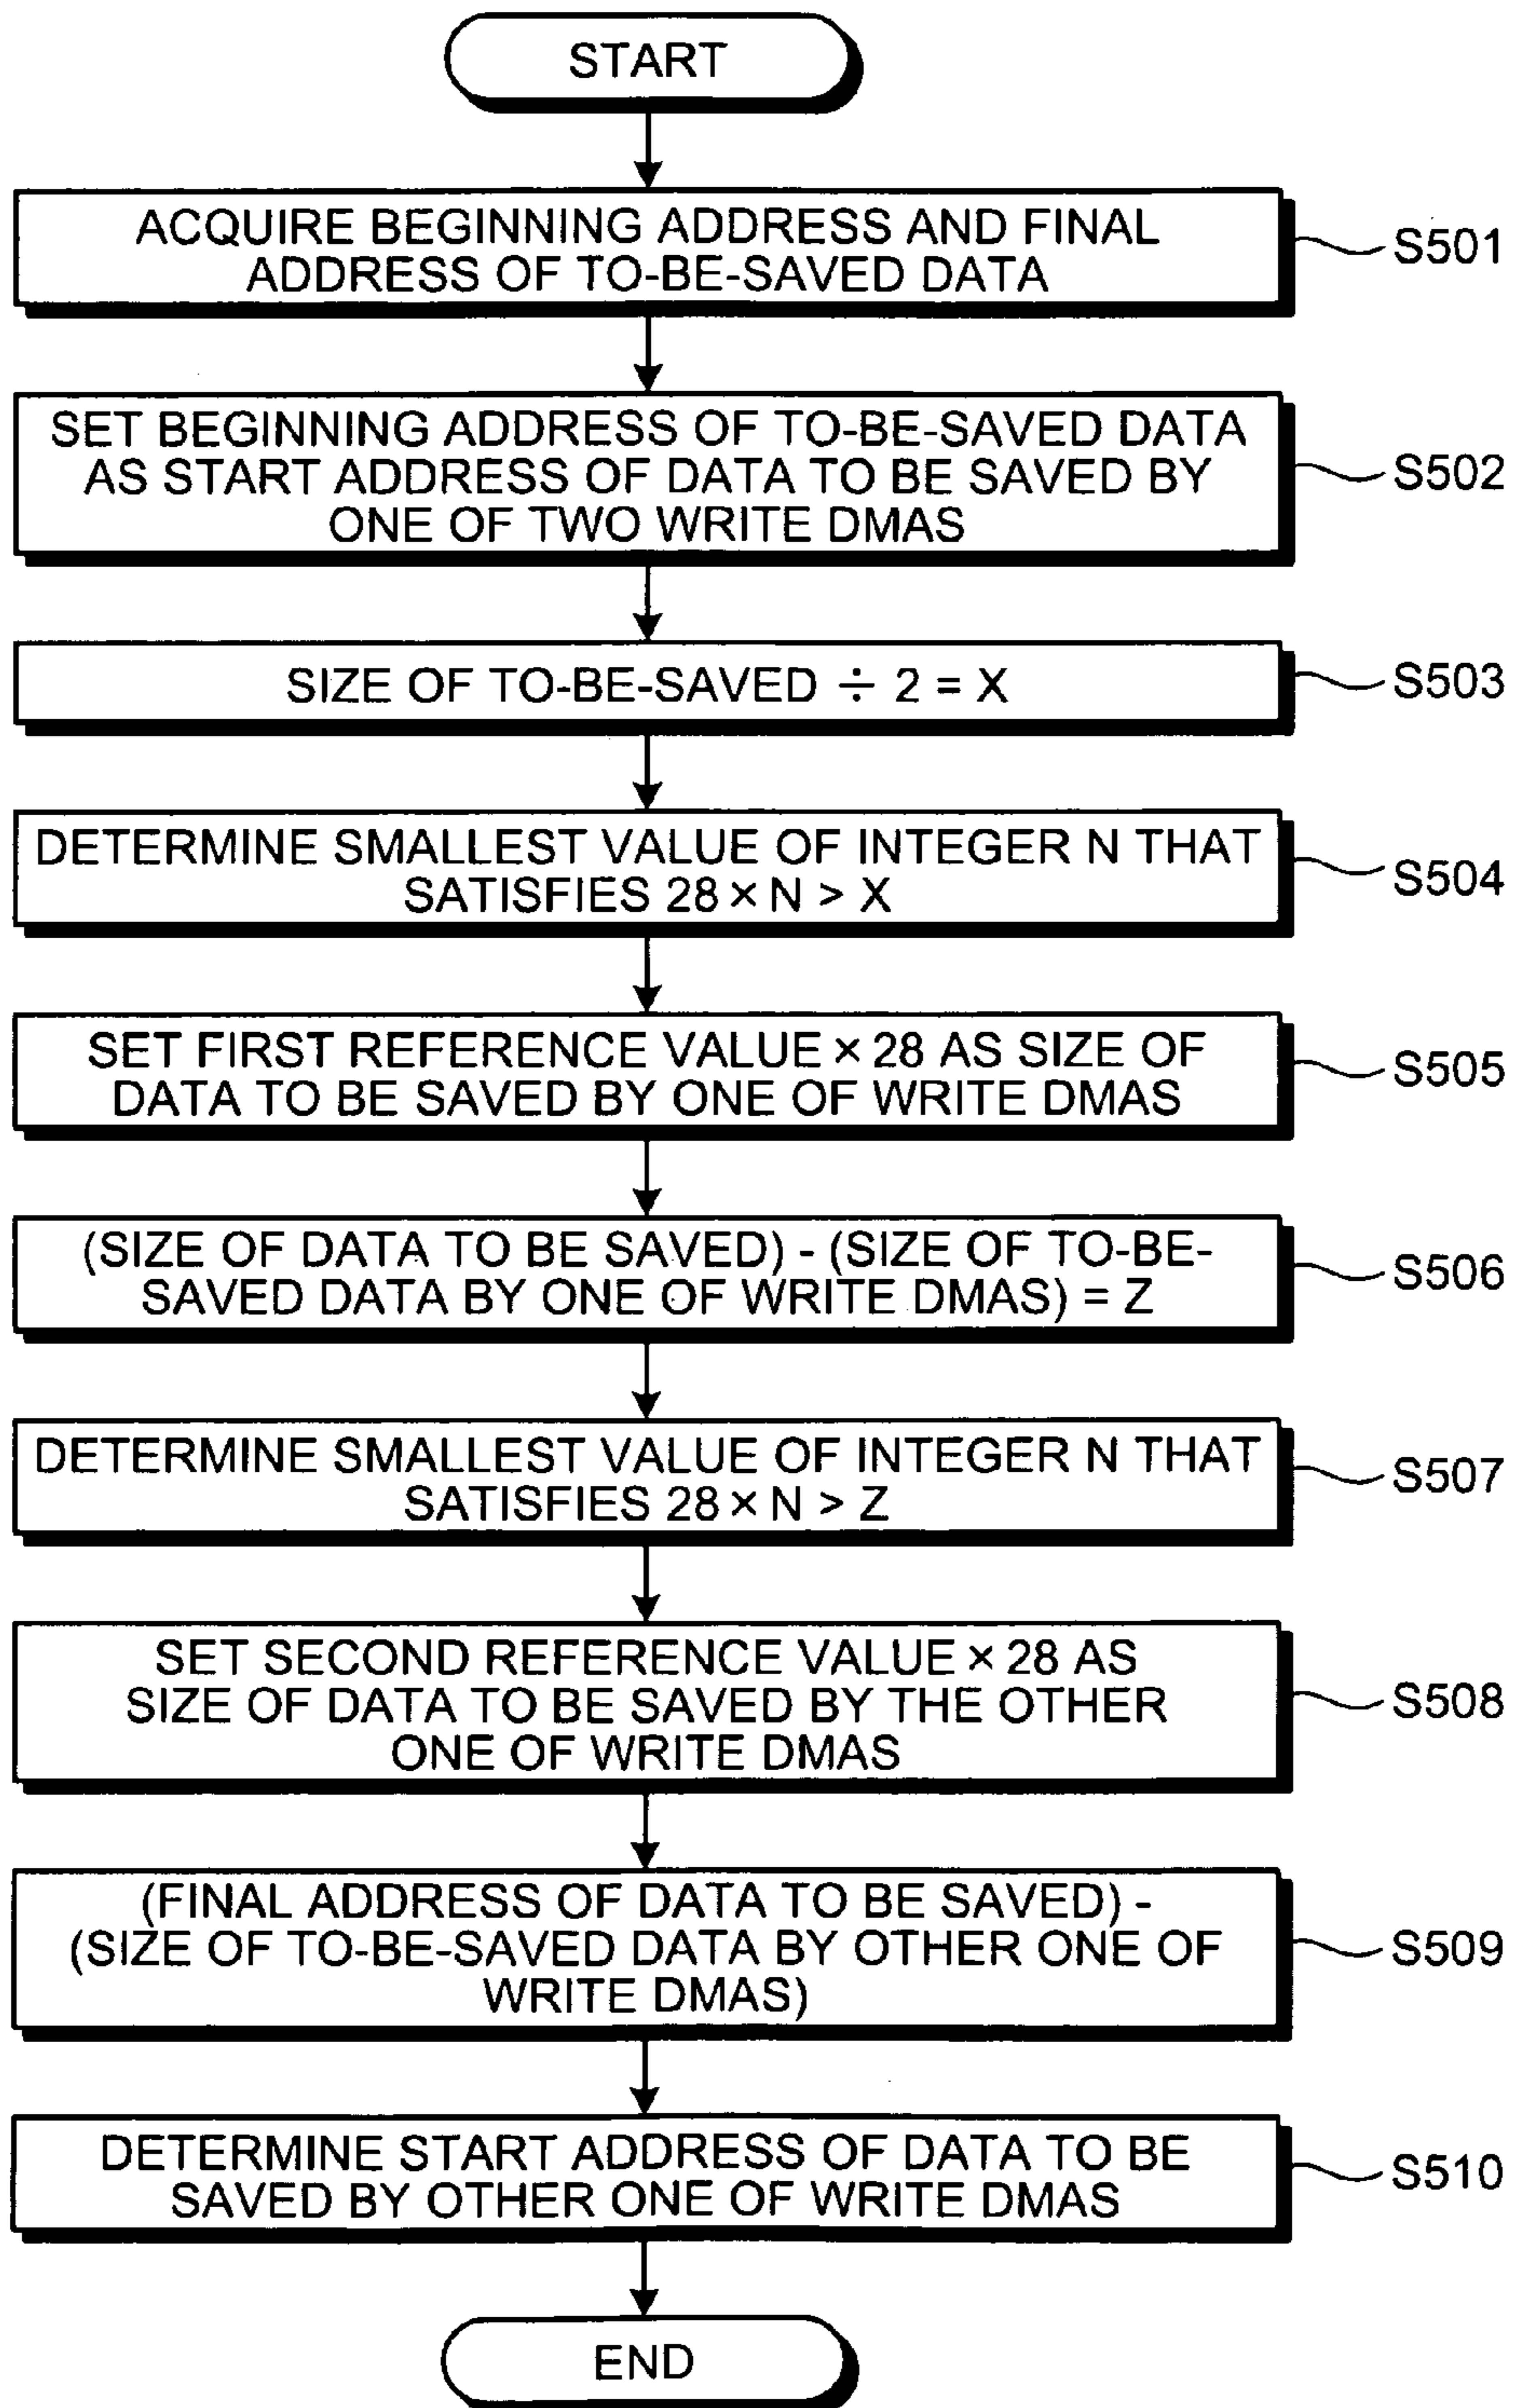 START
ACQUIRE BEGINNING ADDRESS AND FINAL
ADDRESS OF TO-BE-SAVED DATA
S501
SET BEGINNING ADDRESS OF TO-BE-SAVED DATA
AS START ADDRESS OF DATA TO BE SAVED BY
ONE OF TWO WRITE DMAS
S502
SIZE OF TO-BE-SAVED ÷ 2 = X
S503
DETERMINE SMALLEST VALUE OF INTEGER N THAT
SATISFIES 28 × N > X
S504
SET FIRST REFERENCE VALUE × 28 AS SIZE OF
DATA TO BE SAVED BY ONE OF WRITE DMAS
S505
(SIZE OF DATA TO BE SAVED) - (SIZE OF TO-BE-
SAVED DATA BY ONE OF WRITE DMAS) = Z
S506
DETERMINE SMALLEST VALUE OF INTEGER N THAT
SATISFIES 28 × N > Z
S507
SET SECOND REFERENCE VALUE × 28 AS
SIZE OF DATA TO BE SAVED BY THE OTHER
ONE OF WRITE DMAS
S508
(FINAL ADDRESS OF DATA TO BE SAVED) -
(SIZE OF TO-BE-SAVED DATA BY OTHER ONE OF
WRITE DMAS)
S509
DETERMINE START ADDRESS OF DATA TO BE
SAVED BY OTHER ONE OF WRITE DMAS
S510
END